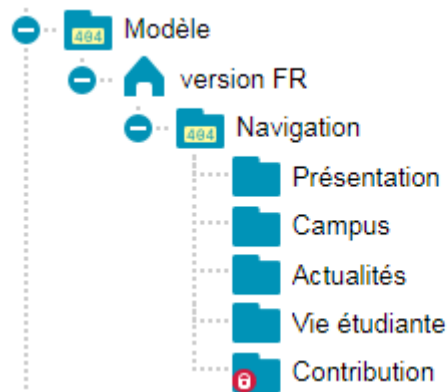 404 Modèle
version FR
404 Navigation
Présentation
Campus
Actualités
Vie étudiante
Contribution